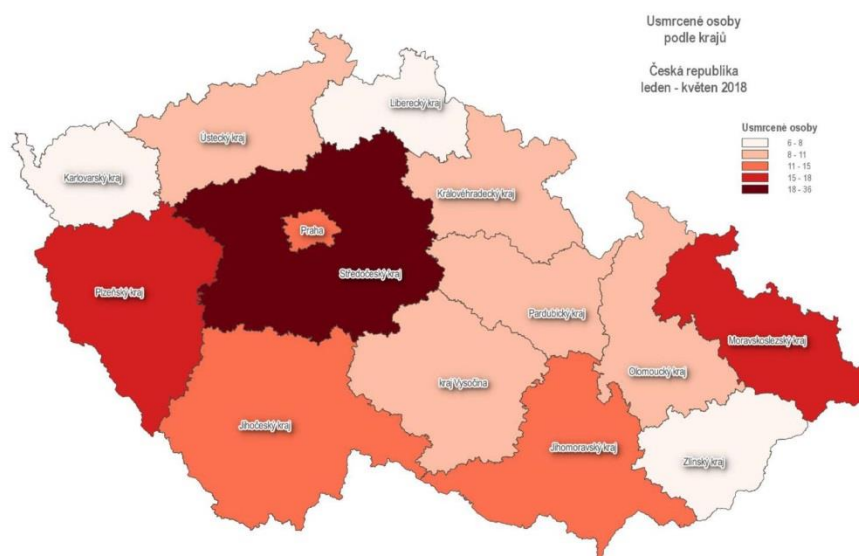 Usmrcené osoby
podle krajů
Česká republika
leden - květen 2018
Usmrcené osoby
6 - 8
8 - 11
11 - 15
15 - 18
18 - 36
Liberecký kraj
Ústecký kraj
Karlovarský kraj
Královéhradecký kraj
Praha
Středočeský kraj
Plzeňský kraj
Pardubický kraj
Moravskoslezský kraj
Olomoucký kraj
kraj Vysočina
Jihočeský kraj
Jihomoravský kraj
Zlínský kraj